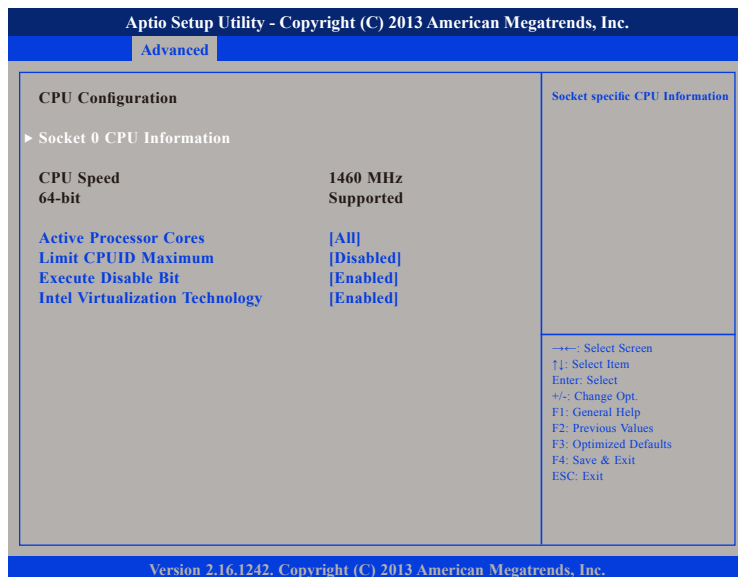 Aptio Setup Utility - Copyright (C) 2013 American Megatrends, Inc.
Advanced
CPU Configuration
▶ Socket 0 CPU Information
CPU Speed 1460 MHz
64-bit Supported
Active Processor Cores [All]
Limit CPUID Maximum [Disabled]
Execute Disable Bit [Enabled]
Intel Virtualization Technology [Enabled]
Socket specific CPU Information
→←: Select Screen
↑↓: Select Item
Enter: Select
+/-: Change Opt.
F1: General Help
F2: Previous Values
F3: Optimized Defaults
F4: Save & Exit
ESC: Exit
Version 2.16.1242. Copyright (C) 2013 American Megatrends, Inc.